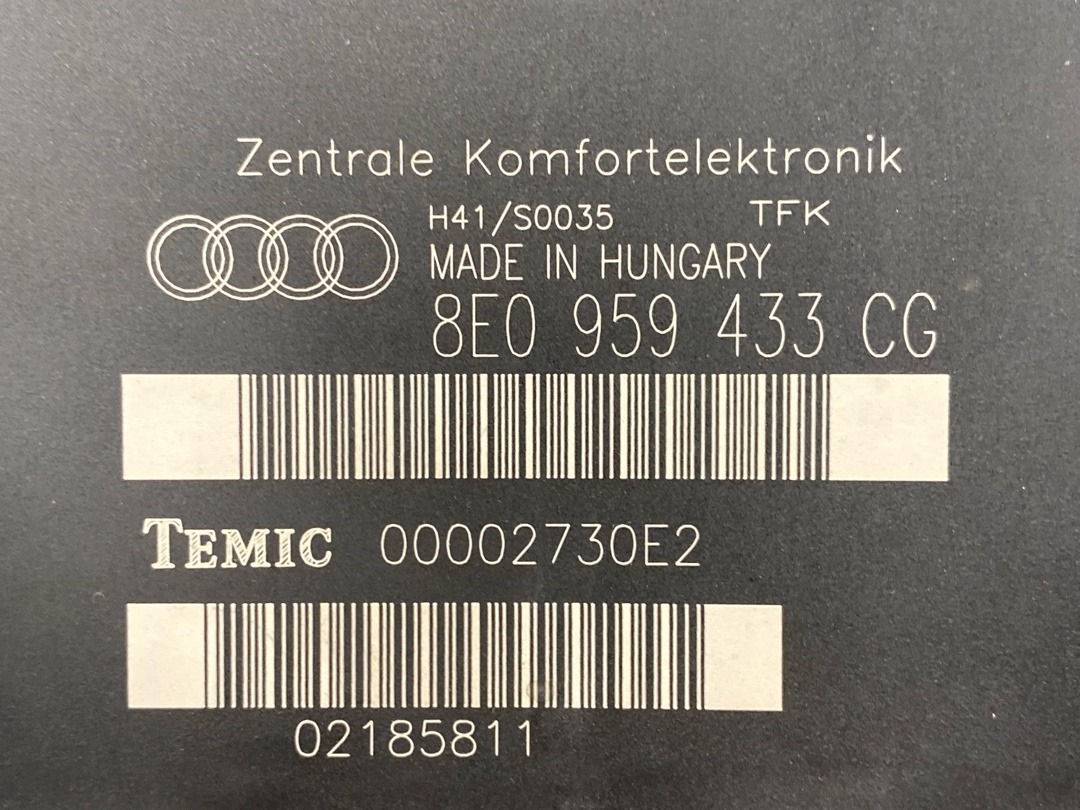 Zentrale Komfortelektronik
H41/S0035 TFK
MADE IN HUNGARY
8E0 959 433 CG
TEMIC 00002730E2
02185811